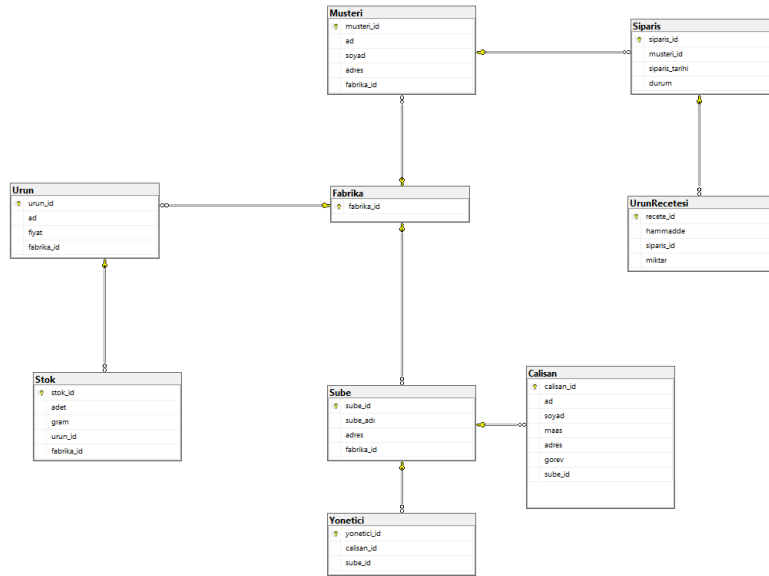 Musteri
musteri_id
ad
soyad
adres
fabrika_id
Siparis
siparis_id
musteri_id
siparis_tarihi
durum
Urun
urun_id
ad
fiyat
fabrika_id
Fabrika
fabrika_id
UrunRecetesi
recete_id
hammadde
siparis_id
miktar
Stok
stok_id
adet
gram
urun_id
fabrika_id
Sube
sube_id
sube_adı
adres
fabrika_id
Calisan
calisan_id
ad
soyad
maas
adres
gorev
sube_id
Yonetici
yonetici_id
calisan_id
sube_id